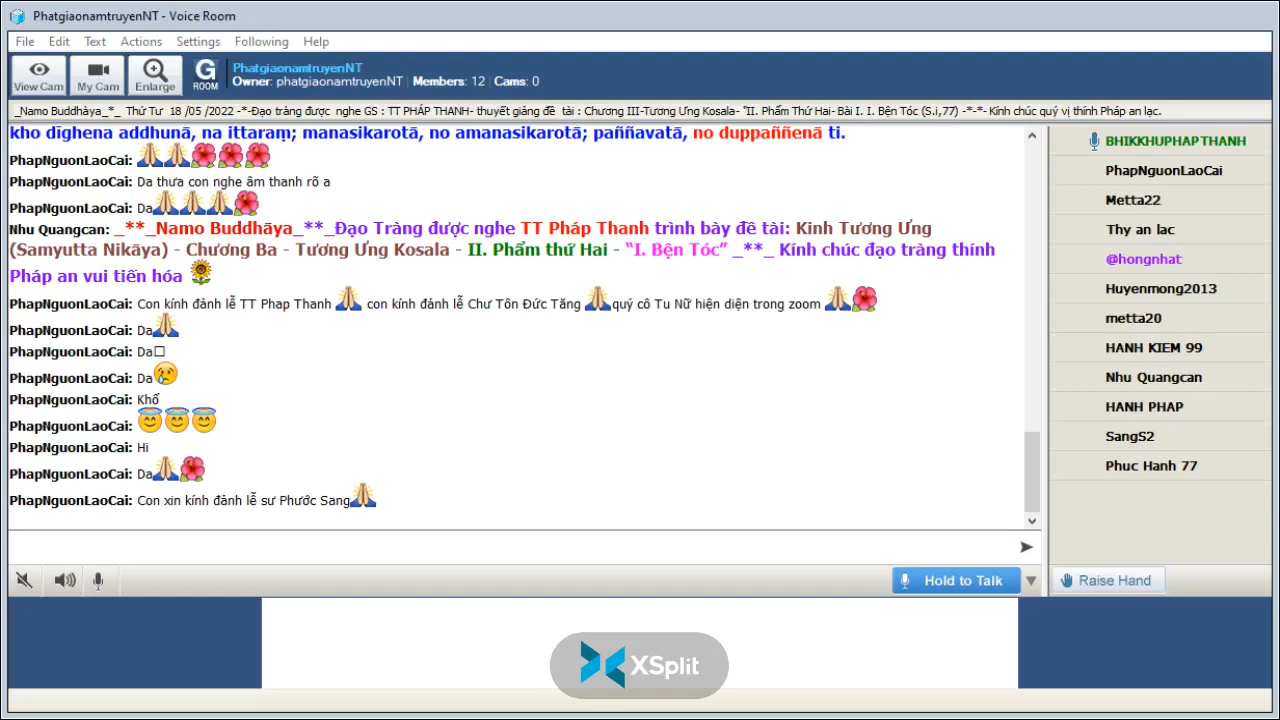 PhatgiaonamtruyenNT - Voice Room
File Edit Text Actions Settings Following Help
View Cam My Cam Enlarge G ROOM
PhatgiaonamtruyenNT
Owner: phatgiaonamtruyenNT | Members: 12 | Cams: 0
_Namo Buddhàya_*_ Thứ Tư 18 /05 /2022 -*-Đạo tràng được nghe GS : TT PHÁP THANH- thuyết giảng đề tài : Chương III-Tương Ưng Kosala- "II. Phẩm Thứ Hai- Bài I. I. Bện Tóc (S.i,77) -*-*- Kính chúc quý vị thính Pháp an lạc.
kho dīghena addhunā, na ittaraṃ; manasikarotā, no amanasikarotā; paññavatā, no duppaññenā ti.
PhapNguonLaoCai: 🙏🙏🌺🌺🌺
PhapNguonLaoCai: Da thưa con nghe âm thanh rõ a
PhapNguonLaoCai: Da🙏🙏🙏🌺
Nhu Quangcan: _**_Namo Buddhāya_**_Đạo Tràng được nghe TT Pháp Thanh trình bày đề tài: Kinh Tương Ưng
(Samyutta Nikāya) - Chương Ba - Tương Ưng Kosala - II. Phẩm thứ Hai - “I. Bện Tóc” _**_ Kính chúc đạo tràng thính
Pháp an vui tiến hóa 🌻
PhapNguonLaoCai: Con kính đảnh lễ TT Phap Thanh 🙏 con kính đảnh lễ Chư Tôn Đức Tăng 🙏quý cô Tu Nữ hiện diện trong zoom 🙏🌺
PhapNguonLaoCai: Da🙏
PhapNguonLaoCai: Da□
PhapNguonLaoCai: Da😢
PhapNguonLaoCai: Khổ
PhapNguonLaoCai: 😇😇😇
PhapNguonLaoCai: Hi
PhapNguonLaoCai: Da🙏🌺
PhapNguonLaoCai: Con xin kính đảnh lễ sư Phước Sang🙏
BHIKKHUPHAPTHANH
PhapNguonLaoCai
Metta22
Thy an lac
@hongnhat
Huyenmong2013
metta20
HANH KIEM 99
Nhu Quangcan
HANH PHAP
SangS2
Phuc Hanh 77
Hold to Talk
Raise Hand
XSplit